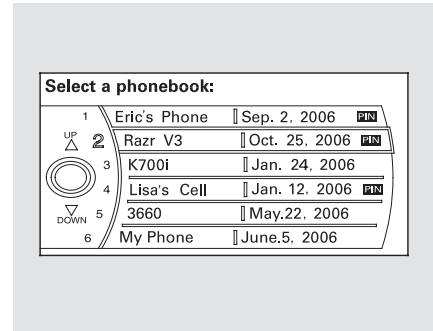 Select a phonebook:
1 Eric's Phone Sep. 2, 2006 PIN
UP 2 Razr V3 Oct. 25, 2006 PIN
3 K700i Jan. 24, 2006
4 Lisa's Cell Jan. 12, 2006 PIN
DOWN 5 3660 May.22, 2006
6 My Phone June.5, 2006